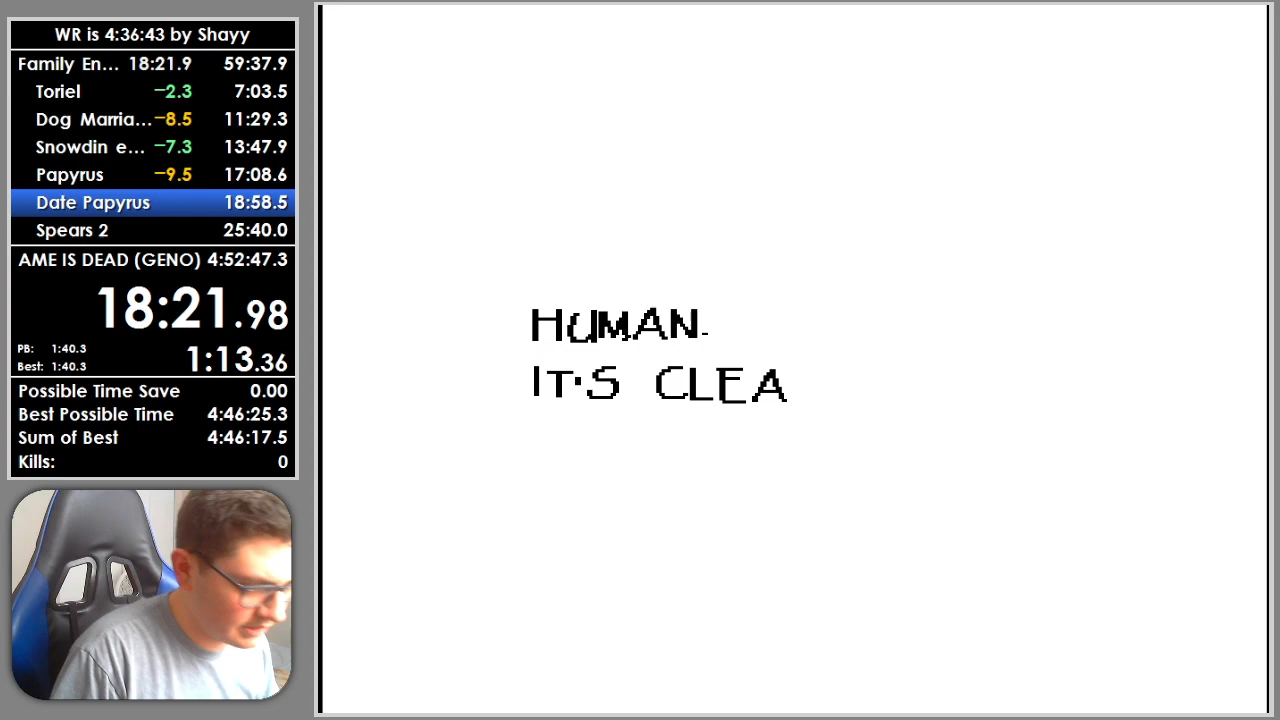 WR is 4:36:43 by Shayy
Family En... 18:21.9 59:37.9
Toriel −2.3 7:03.5
Dog Marria... −8.5 11:29.3
Snowdin e... −7.3 13:47.9
Papyrus −9.5 17:08.6
Date Papyrus 18:58.5
Spears 2 25:40.0
AME IS DEAD (GENO) 4:52:47.3
18:21.98
PB: 1:40.3
Best: 1:40.3
1:13.36
Possible Time Save 0.00
Best Possible Time 4:46:25.3
Sum of Best 4:46:17.5
Kills: 0
HUMAN.
IT'S CLEA